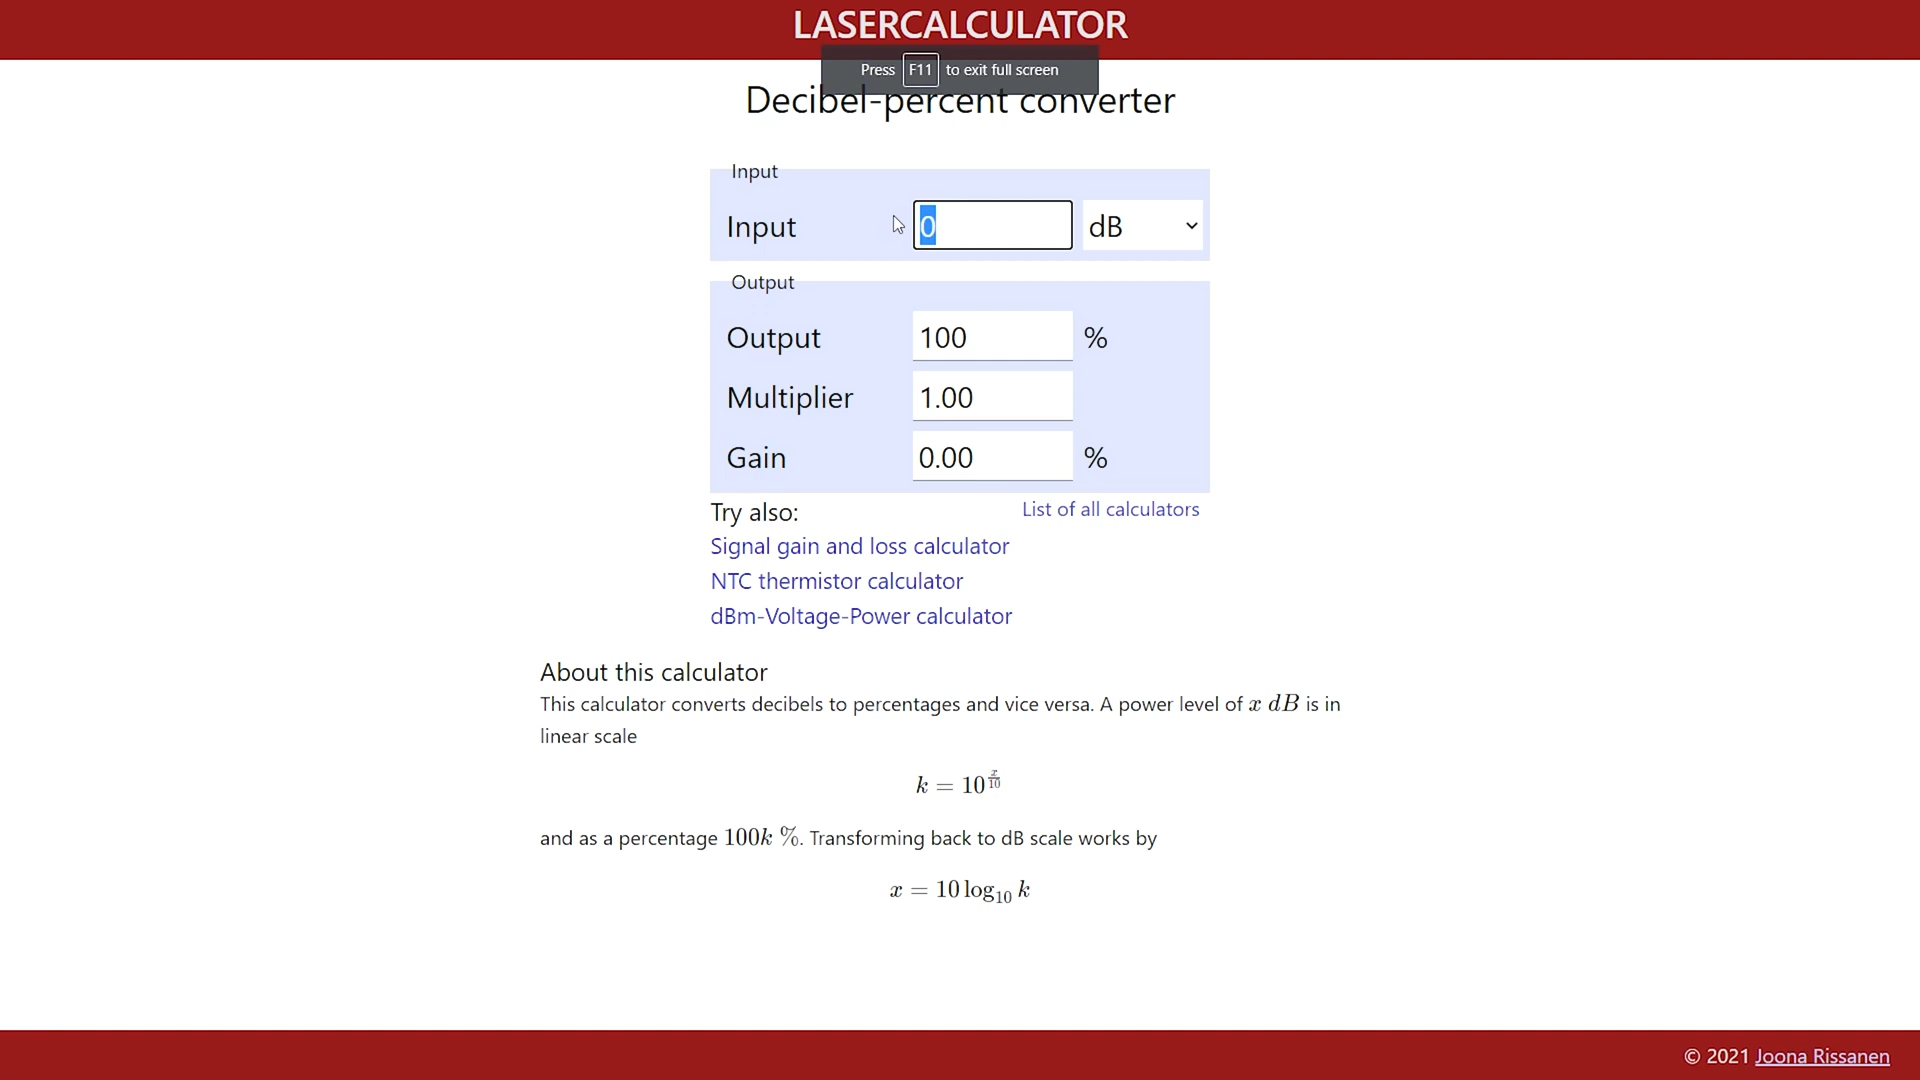 LASERCALCULATOR
Press F11 to exit full screen
Decibel-percent converter
Input
Input 0 dB
Output
Output 100 %
Multiplier 1.00
Gain 0.00 %
Try also: List of all calculators
Signal gain and loss calculator
NTC thermistor calculator
dBm-Voltage-Power calculator
About this calculator
This calculator converts decibels to percentages and vice versa. A power level of x dB is in
linear scale
k = 10^{x/10}
and as a percentage 100k %. Transforming back to dB scale works by
x = 10 log₁₀ k
© 2021 Joona Rissanen